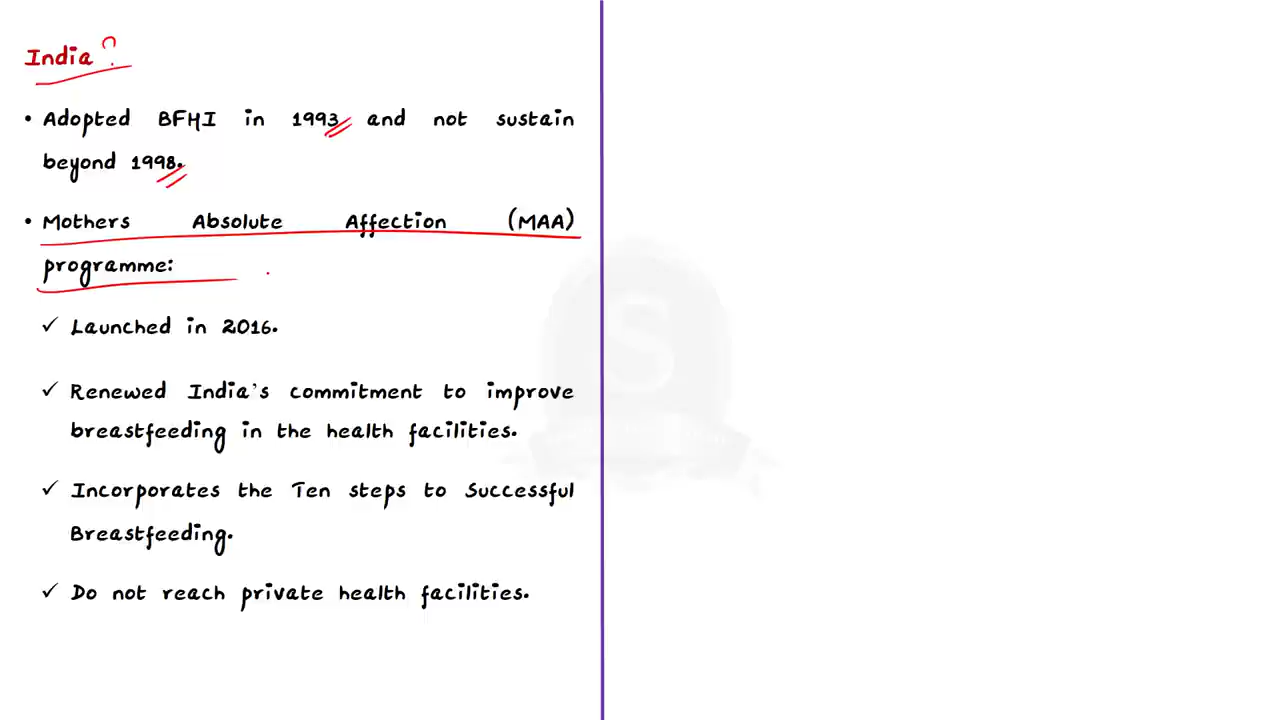 India ?
• Adopted BFHI in 1993 and not sustain
beyond 1998.
• Mothers Absolute Affection (MAA)
programme:
✓ Launched in 2016.
✓ Renewed India's commitment to improve
breastfeeding in the health facilities.
✓ Incorporates the Ten steps to Successful
Breastfeeding.
✓ Do not reach private health facilities.
S